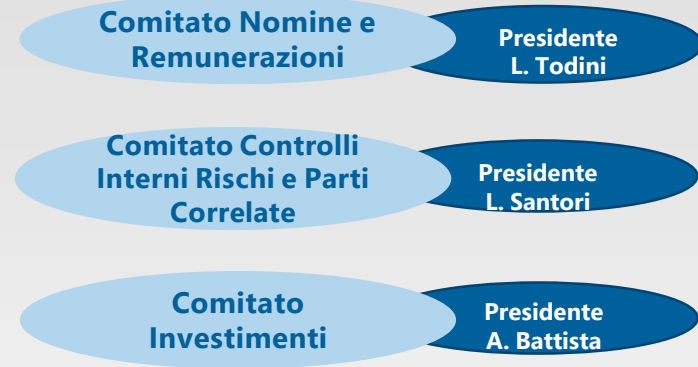 Comitato Nomine e
Remunerazioni
Presidente
L. Todini
Comitato Controlli
Interni Rischi e Parti
Correlate
Presidente
L. Santori
Comitato
Investimenti
Presidente
A. Battista